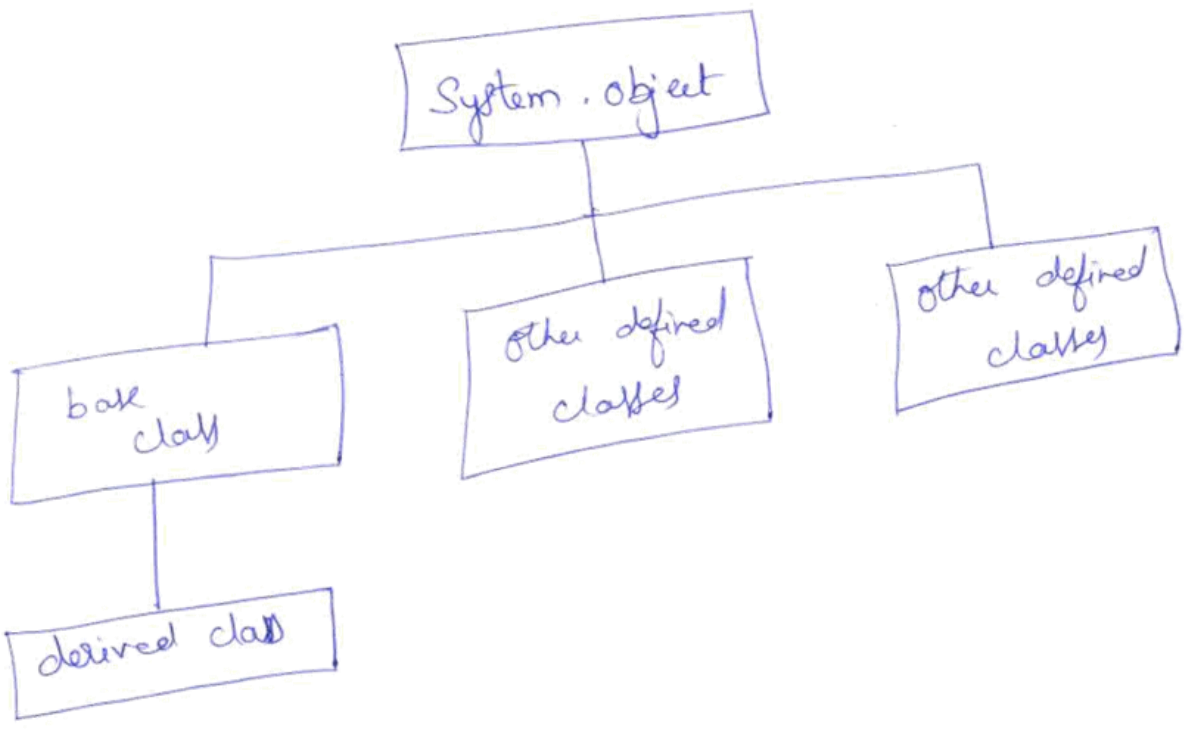 System . object
other defined
classes
other defined
classes
base
class
derived class